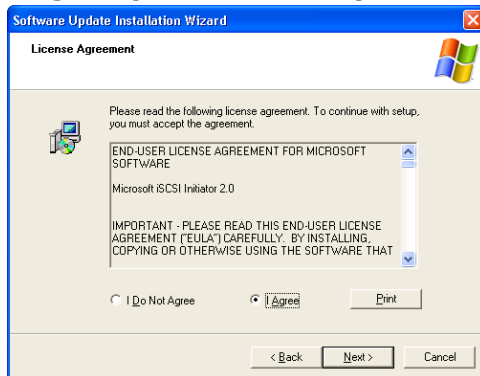 Software Update Installation Wizard
License Agreement
Please read the following license agreement. To continue with setup,
you must accept the agreement.
END-USER LICENSE AGREEMENT FOR MICROSOFT
SOFTWARE
Microsoft iSCSI Initiator 2.0
IMPORTANT - PLEASE READ THIS END-USER LICENSE
AGREEMENT ("EULA") CAREFULLY. BY INSTALLING,
COPYING OR OTHERWISE USING THE SOFTWARE THAT
I Do Not Agree I Agree Print
< Back Next > Cancel